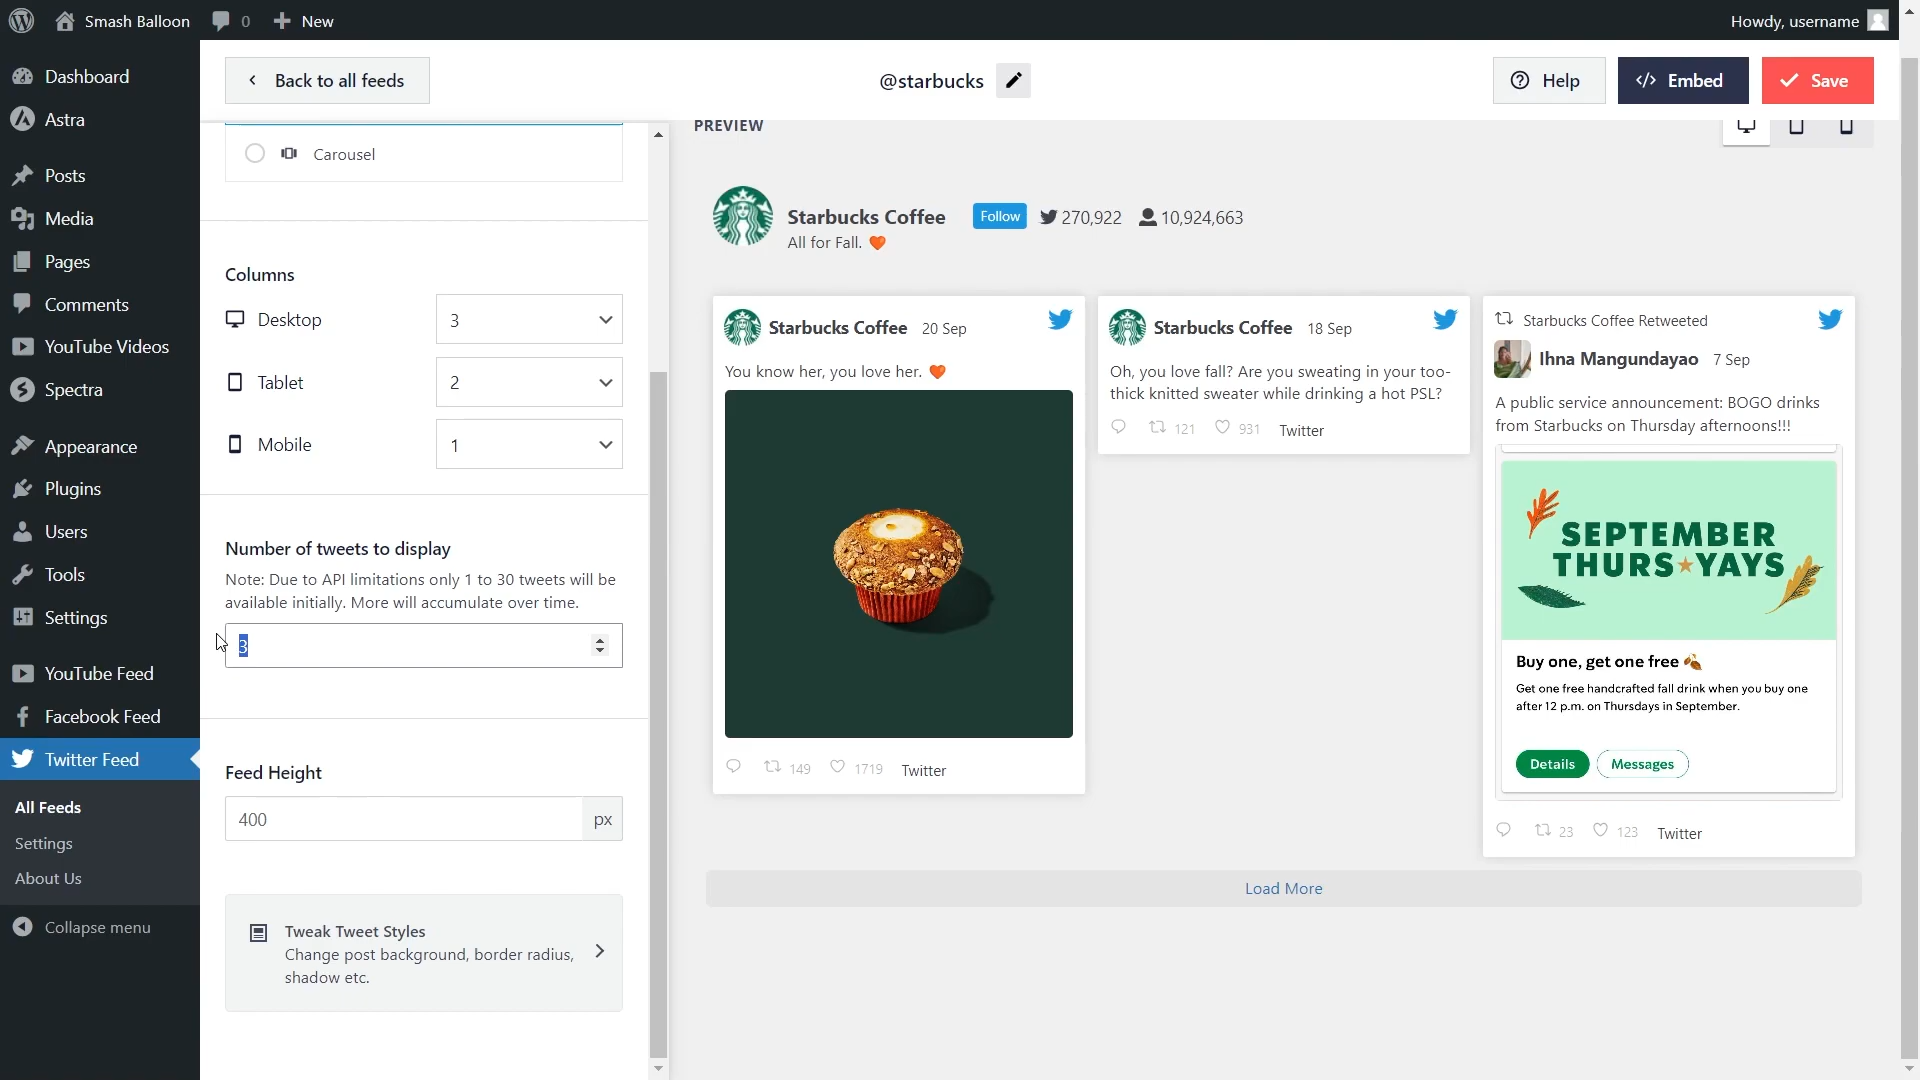 Smash Balloon
0
New
Howdy, username
Dashboard
Astra
Posts
Media
Pages
Comments
YouTube Videos
Spectra
Appearance
Plugins
Users
Tools
Settings
YouTube Feed
Facebook Feed
Twitter Feed
All Feeds
Settings
About Us
Collapse menu
Back to all feeds
@starbucks
Help
</> Embed
Save
Carousel
Columns
Desktop
3
Tablet
2
Mobile
1
Number of tweets to display
Note: Due to API limitations only 1 to 30 tweets will be
available initially. More will accumulate over time.
3
Feed Height
400
px
Tweak Tweet Styles
Change post background, border radius,
shadow etc.
PREVIEW
Starbucks Coffee
Follow
270,922
10,924,663
All for Fall. 🧡
Starbucks Coffee 20 Sep
You know her, you love her. 🧡
149
1719
Twitter
Starbucks Coffee 18 Sep
Oh, you love fall? Are you sweating in your too-
thick knitted sweater while drinking a hot PSL?
121
931
Twitter
Starbucks Coffee Retweeted
Ihna Mangundayao 7 Sep
A public service announcement: BOGO drinks
from Starbucks on Thursday afternoons!!!
SEPTEMBER
THURS★YAYS
Buy one, get one free 🍂
Get one free handcrafted fall drink when you buy one
after 12 p.m. on Thursdays in September.
Details
Messages
23
123
Twitter
Load More